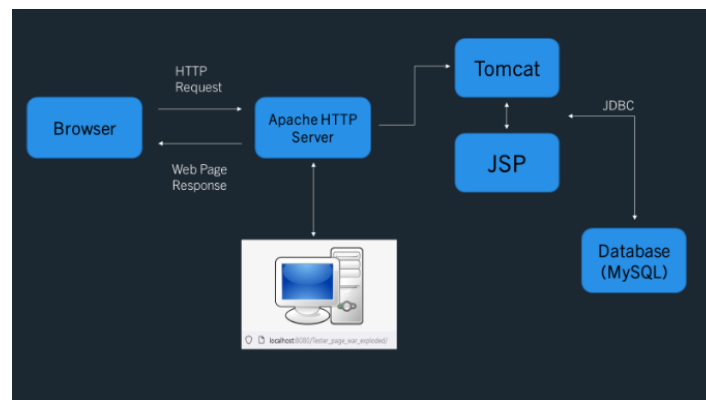 HTTP
Request
Browser
Apache HTTP
Server
Web Page
Response
Tomcat
JSP
JDBC
Database
(MySQL)
localhost:8080/Tester_page_war_exploded/